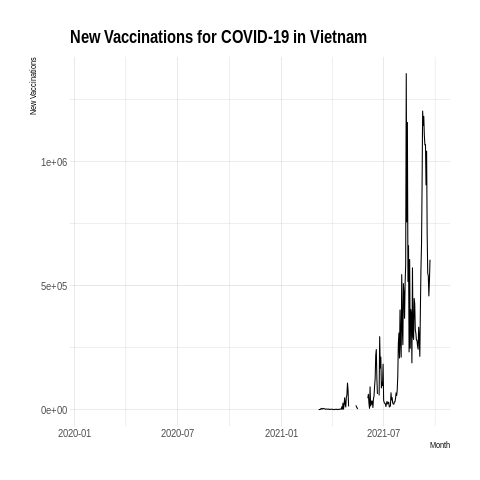 New Vaccinations for COVID-19 in Vietnam
New Vaccinations
1e+06
5e+05
0e+00
2020-01
2020-07
2021-01
2021-07
Month